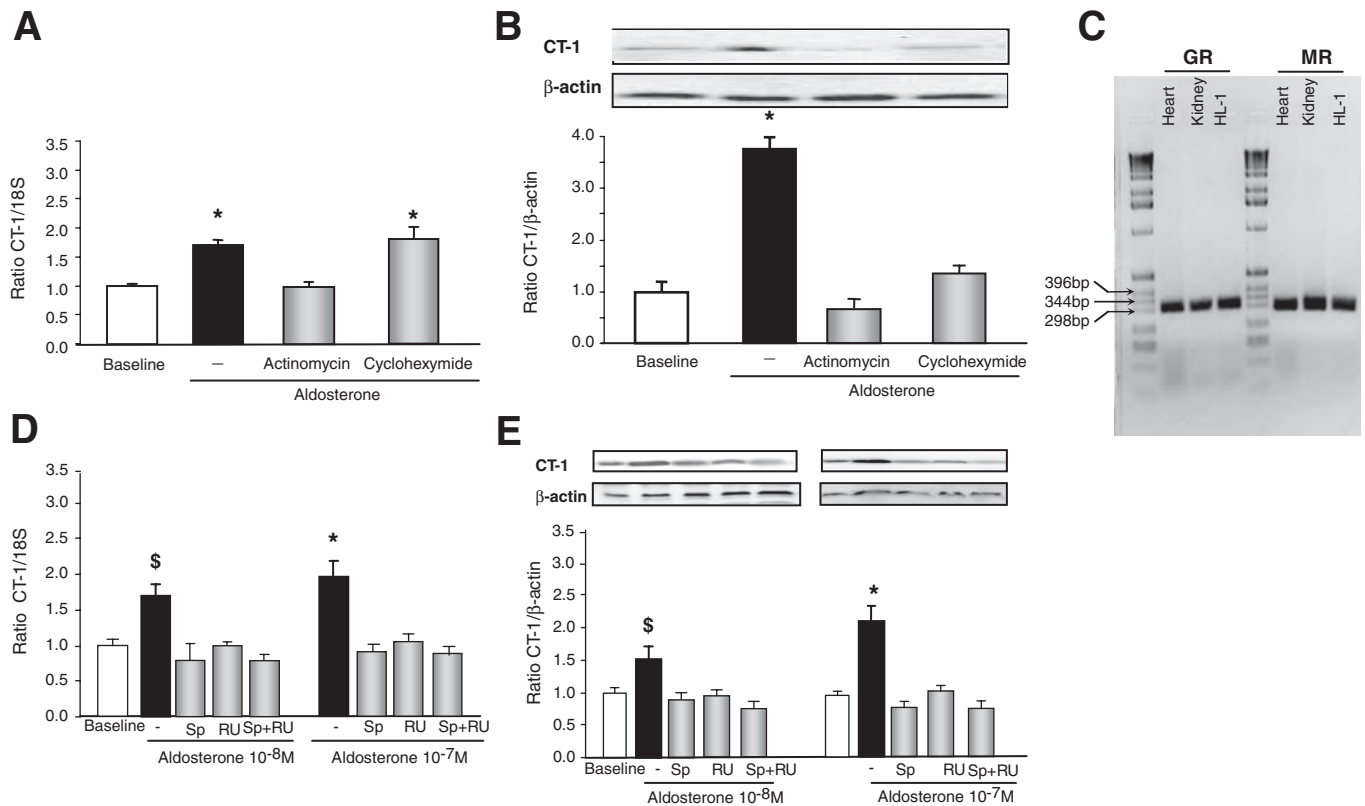 A
Ratio CT-1/18S
3.5
3.0
2.5
2.0
1.5
1.0
0.5
0.0
*
*
Baseline
–
Actinomycin
Cyclohexymide
Aldosterone
B
CT-1
β-actin
Ratio CT-1/β-actin
4.0
3.0
2.0
1.0
0.0
*
Baseline
–
Actinomycin
Cyclohexymide
Aldosterone
C
GR
MR
Heart
Kidney
HL-1
Heart
Kidney
HL-1
396bp
344bp
298bp
D
Ratio CT-1/18S
3.5
3.0
2.5
2.0
1.5
1.0
0.5
0.0
$
*
Baseline
-
Sp
RU
Sp+RU
-
Sp
RU
Sp+RU
Aldosterone 10-8M
Aldosterone 10-7M
E
CT-1
β-actin
Ratio CT-1/β-actin
3.5
3.0
2.5
2.0
1.5
1.0
0.5
0.0
$
*
Baseline
-
Sp
RU
Sp+RU
-
Sp
RU
Sp+RU
Aldosterone 10-8M
Aldosterone 10-7M